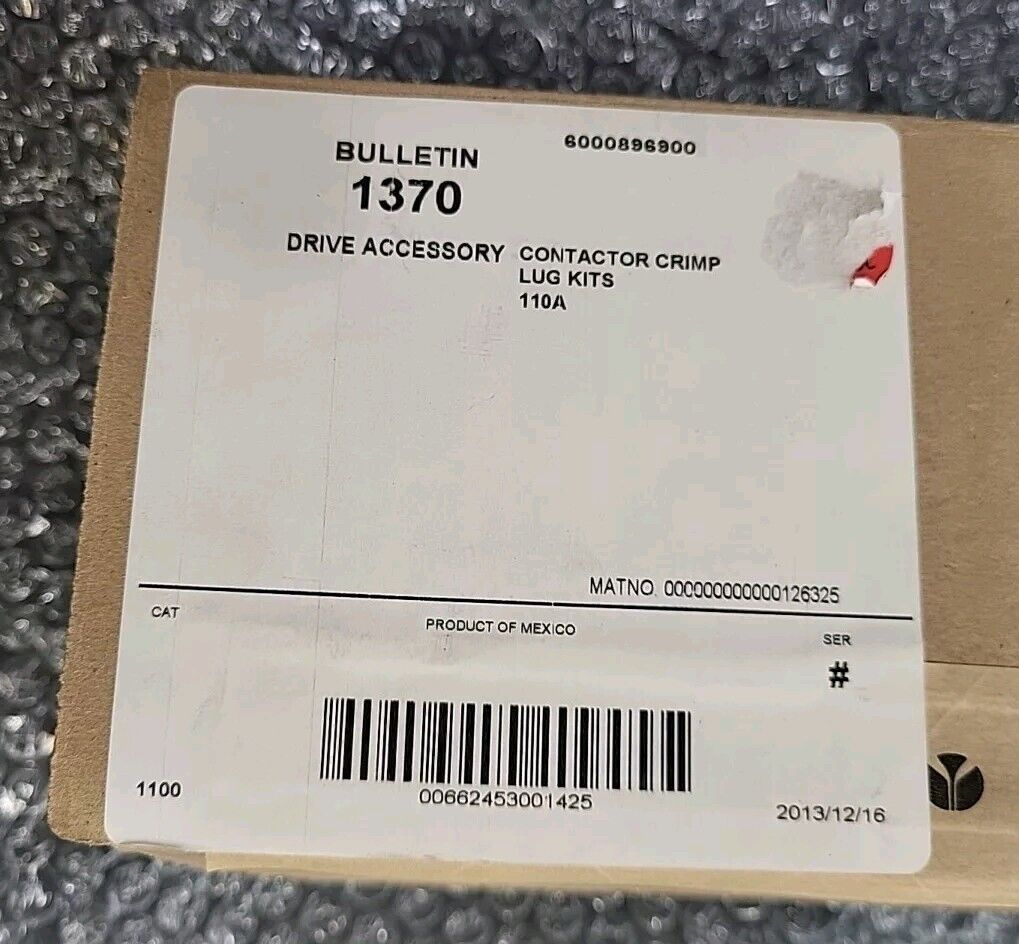 6000896900
BULLETIN
1370
DRIVE ACCESSORY CONTACTOR CRIMP
LUG KITS
110A
MATNO. 000000000000126325
CAT
PRODUCT OF MEXICO
SER
#
1100
00662453001425
2013/12/16